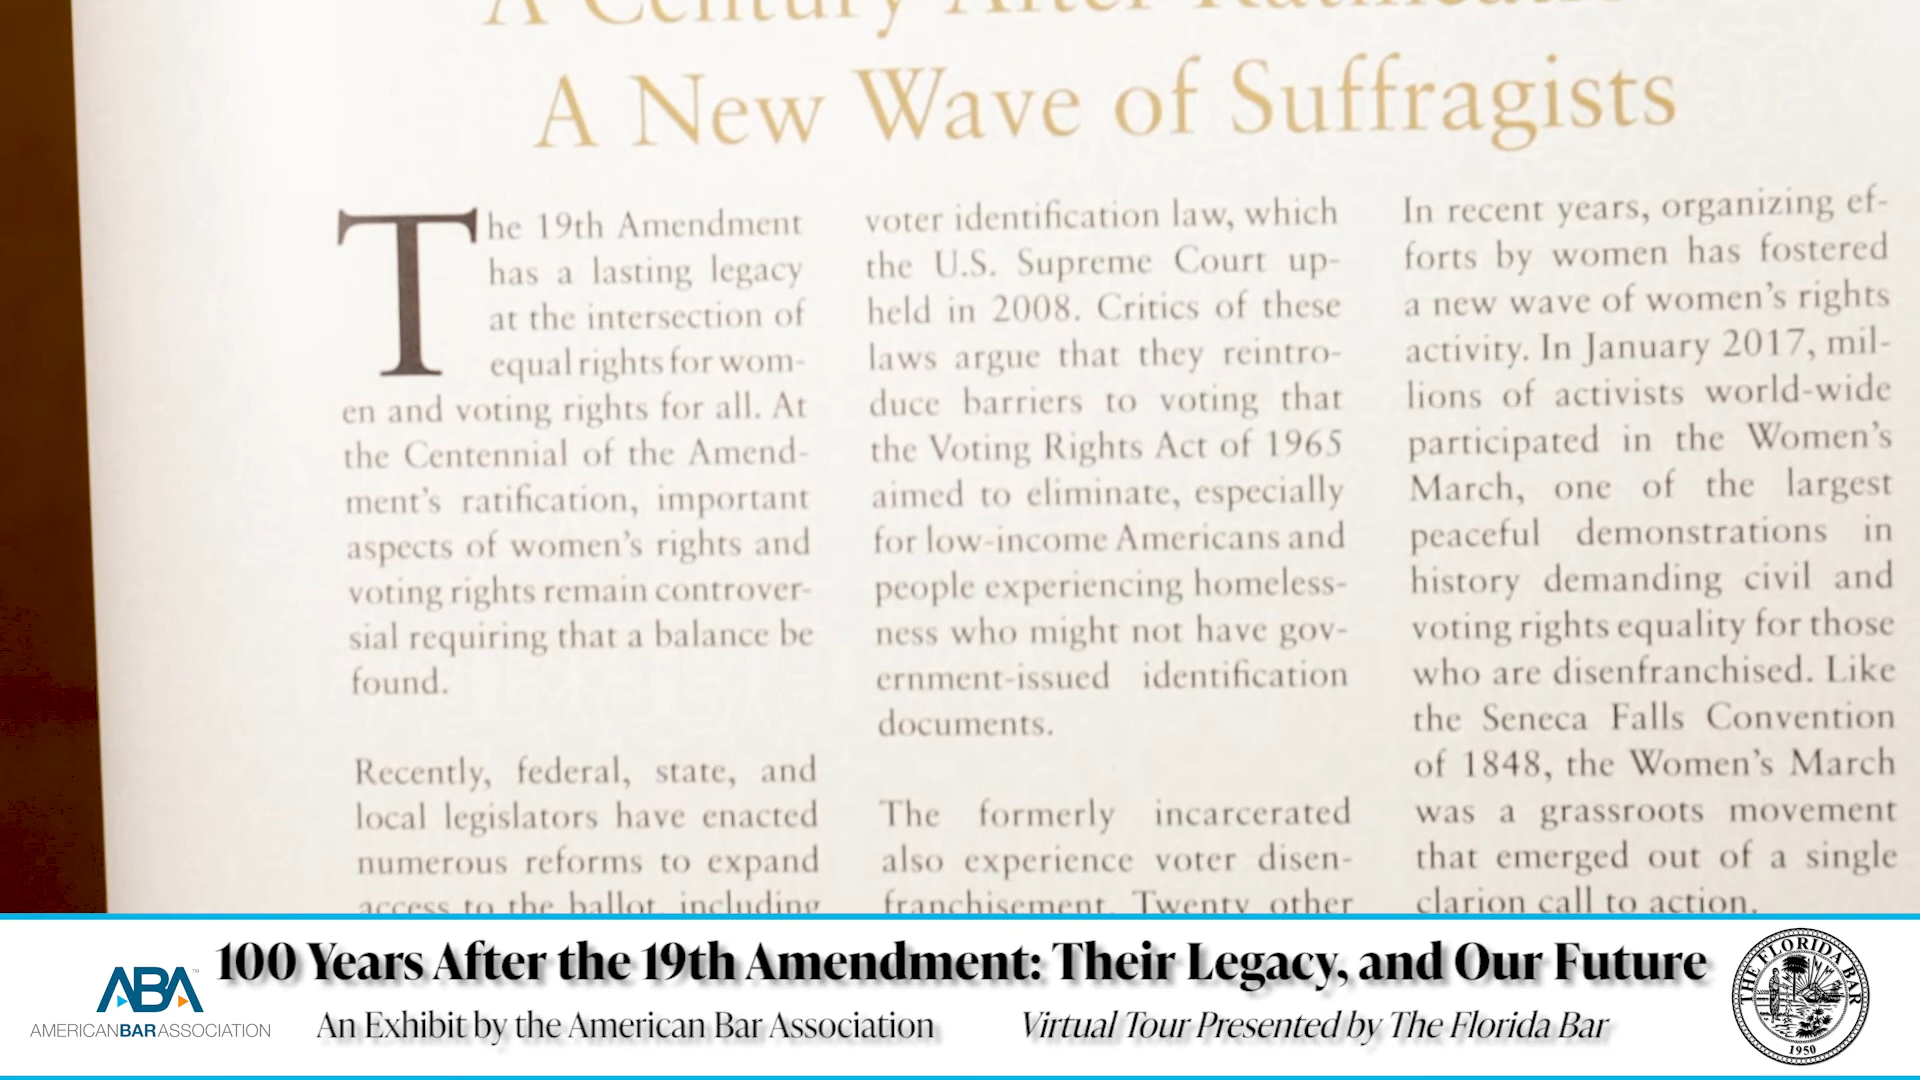 A Century After
A New Wave of Suffragists
The 19th Amendment
has a lasting legacy
at the intersection of
equal rights for wom-
en and voting rights for all. At
the Centennial of the Amend-
ment’s ratification, important
aspects of women’s rights and
voting rights remain controver-
sial requiring that a balance be
found.
Recently, federal, state, and
local legislators have enacted
numerous reforms to expand
access to the ballot, including
voter identification law, which
the U.S. Supreme Court up-
held in 2008. Critics of these
laws argue that they reintro-
duce barriers to voting that
the Voting Rights Act of 1965
aimed to eliminate, especially
for low-income Americans and
people experiencing homeless-
ness who might not have gov-
ernment-issued identification
documents.
The formerly incarcerated
also experience voter disen-
franchisement. Twenty other
In recent years, organizing ef-
forts by women has fostered
a new wave of women’s rights
activity. In January 2017, mil-
lions of activists world-wide
participated in the Women’s
March, one of the largest
peaceful demonstrations in
history demanding civil and
voting rights equality for those
who are disenfranchised. Like
the Seneca Falls Convention
of 1848, the Women’s March
was a grassroots movement
that emerged out of a single
clarion call to action.
ABA
AMERICANBARASSOCIATION
100 Years After the 19th Amendment: Their Legacy, and Our Future
An Exhibit by the American Bar Association
Virtual Tour Presented by The Florida Bar
THE FLORIDA BAR
1950